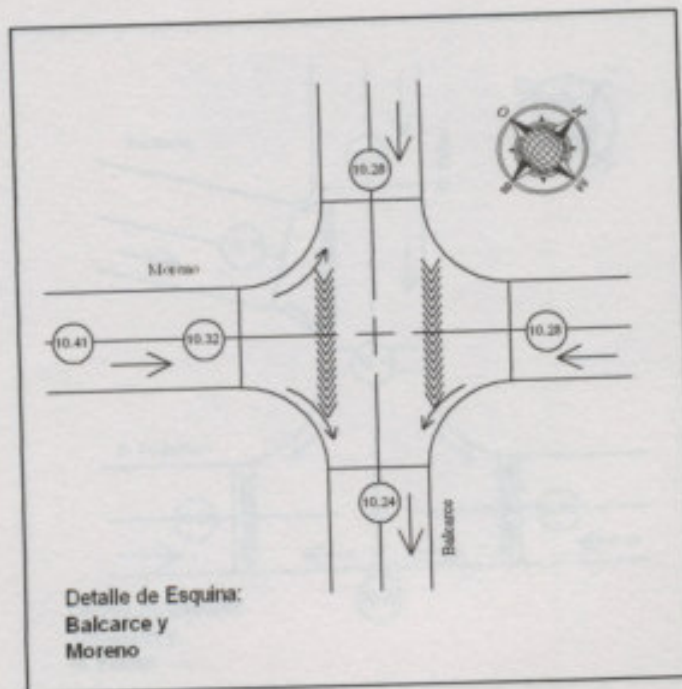 10.28
O
N
Moreno
10.41
10.32
10.28
10.24
Balcarce
S
Detalle de Esquina:
Balcarce y
Moreno